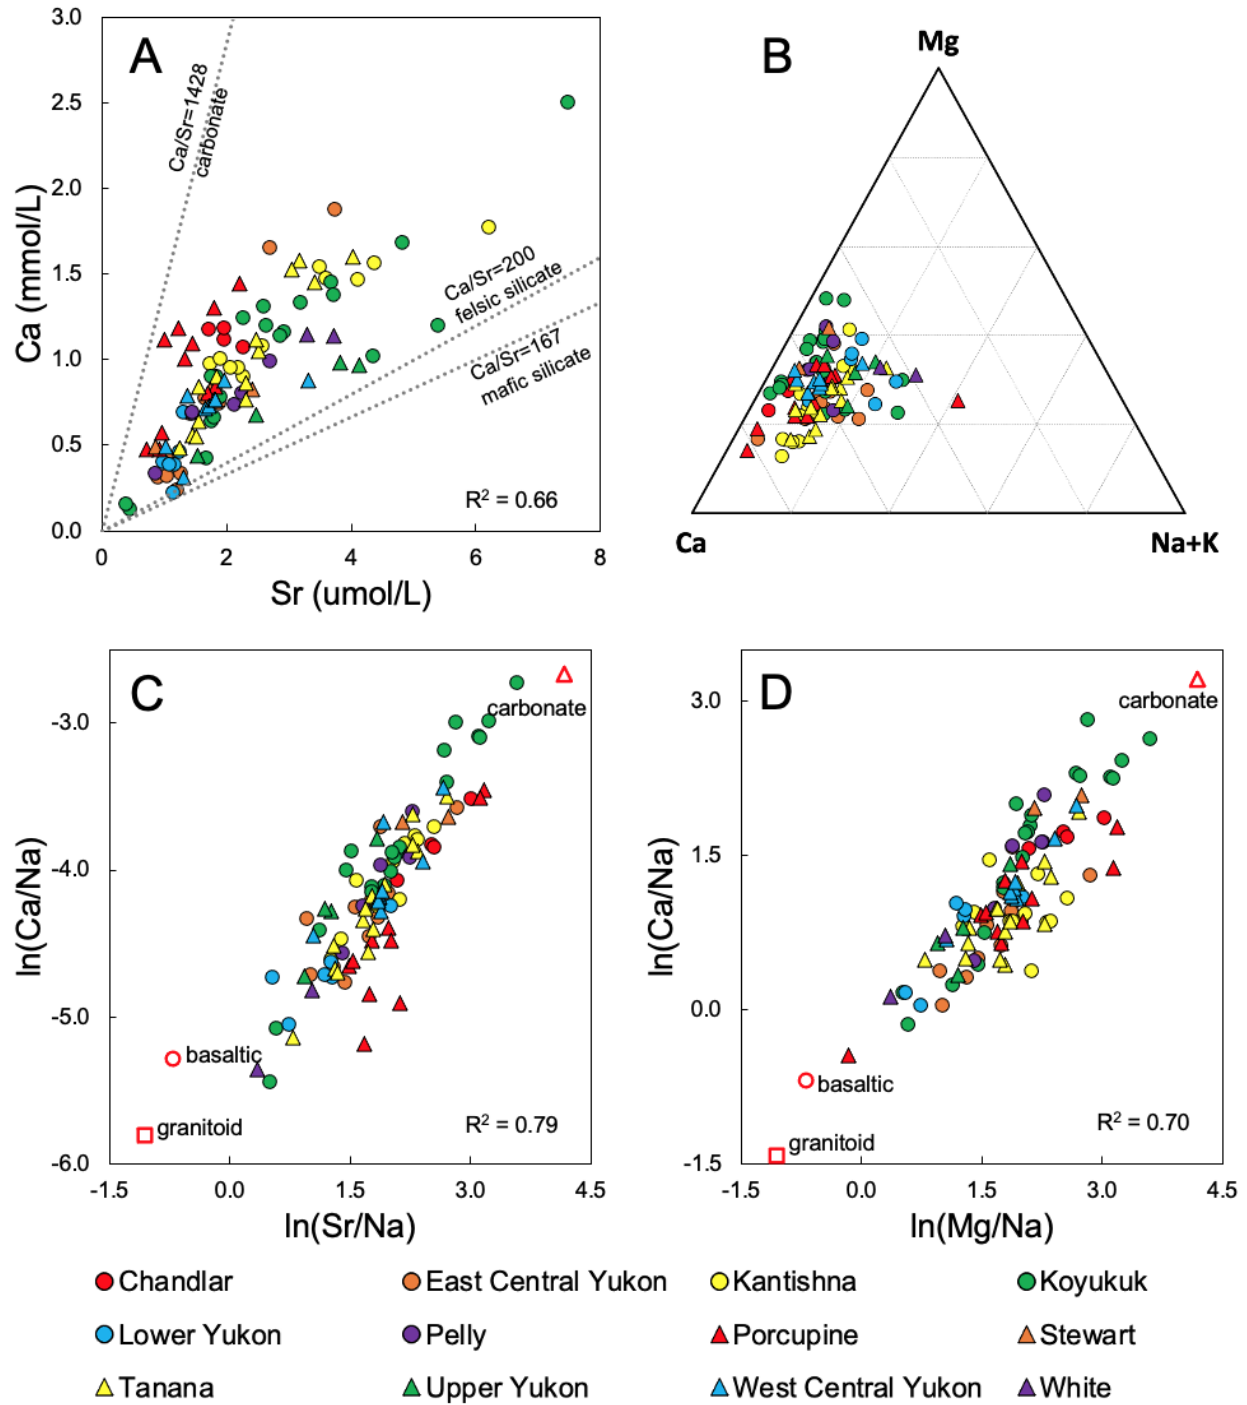 A
3.0
2.5
2.0
1.5
1.0
0.5
0.0
Ca (mmol/L)
Ca/Sr=1428
carbonate
Ca/Sr=200
felsic silicate
Ca/Sr=167
mafic silicate
R² = 0.66
0 2 4 6 8
Sr (umol/L)
B
Mg
Ca
Na+K
C
-3.0
-4.0
-5.0
-6.0
ln(Ca/Na)
carbonate
basaltic
granitoid
R² = 0.79
-1.5 0.0 1.5 3.0 4.5
ln(Sr/Na)
D
3.0
1.5
0.0
-1.5
ln(Ca/Na)
carbonate
basaltic
granitoid
R² = 0.70
-1.5 0.0 1.5 3.0 4.5
ln(Mg/Na)
Chandlar East Central Yukon Kantishna Koyukuk
Lower Yukon Pelly Porcupine Stewart
Tanana Upper Yukon West Central Yukon White